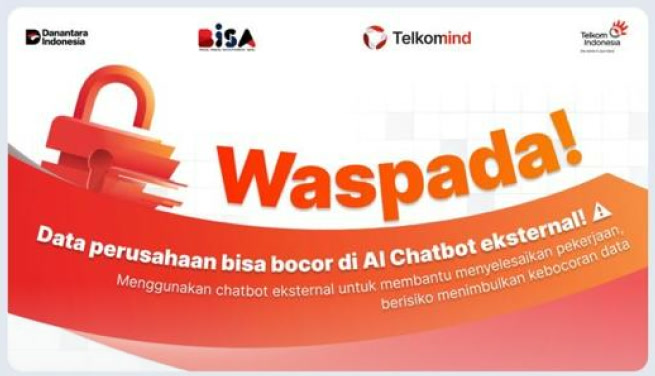 Danantara
Indonesia
BiSA
Telkomind
Telkom
Indonesia
Waspada!
Data perusahaan bisa bocor di AI Chatbot eksternal!
Menggunakan chatbot eksternal untuk membantu menyelesaikan pekerjaan,
berisiko menimbulkan kebocoran data